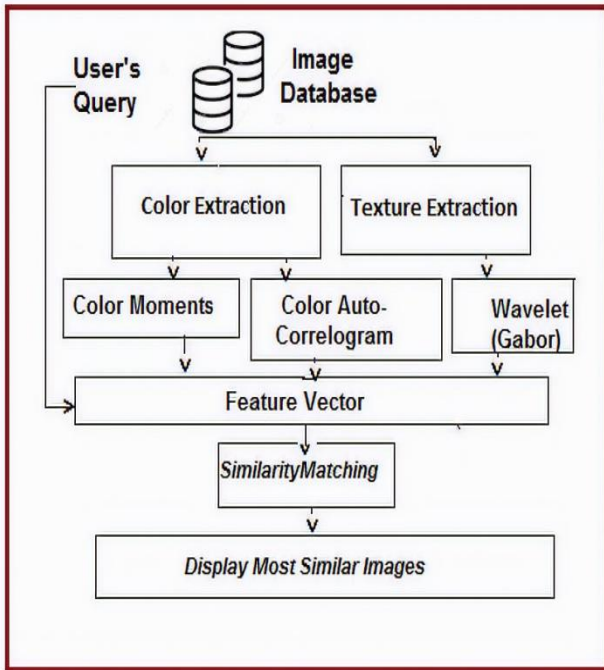 User's
Query
Image
Database
Color Extraction
Texture Extraction
Color Moments
Color Auto-
Correlogram
Wavelet
(Gabor)
Feature Vector
SimilarityMatching
Display Most Similar Images